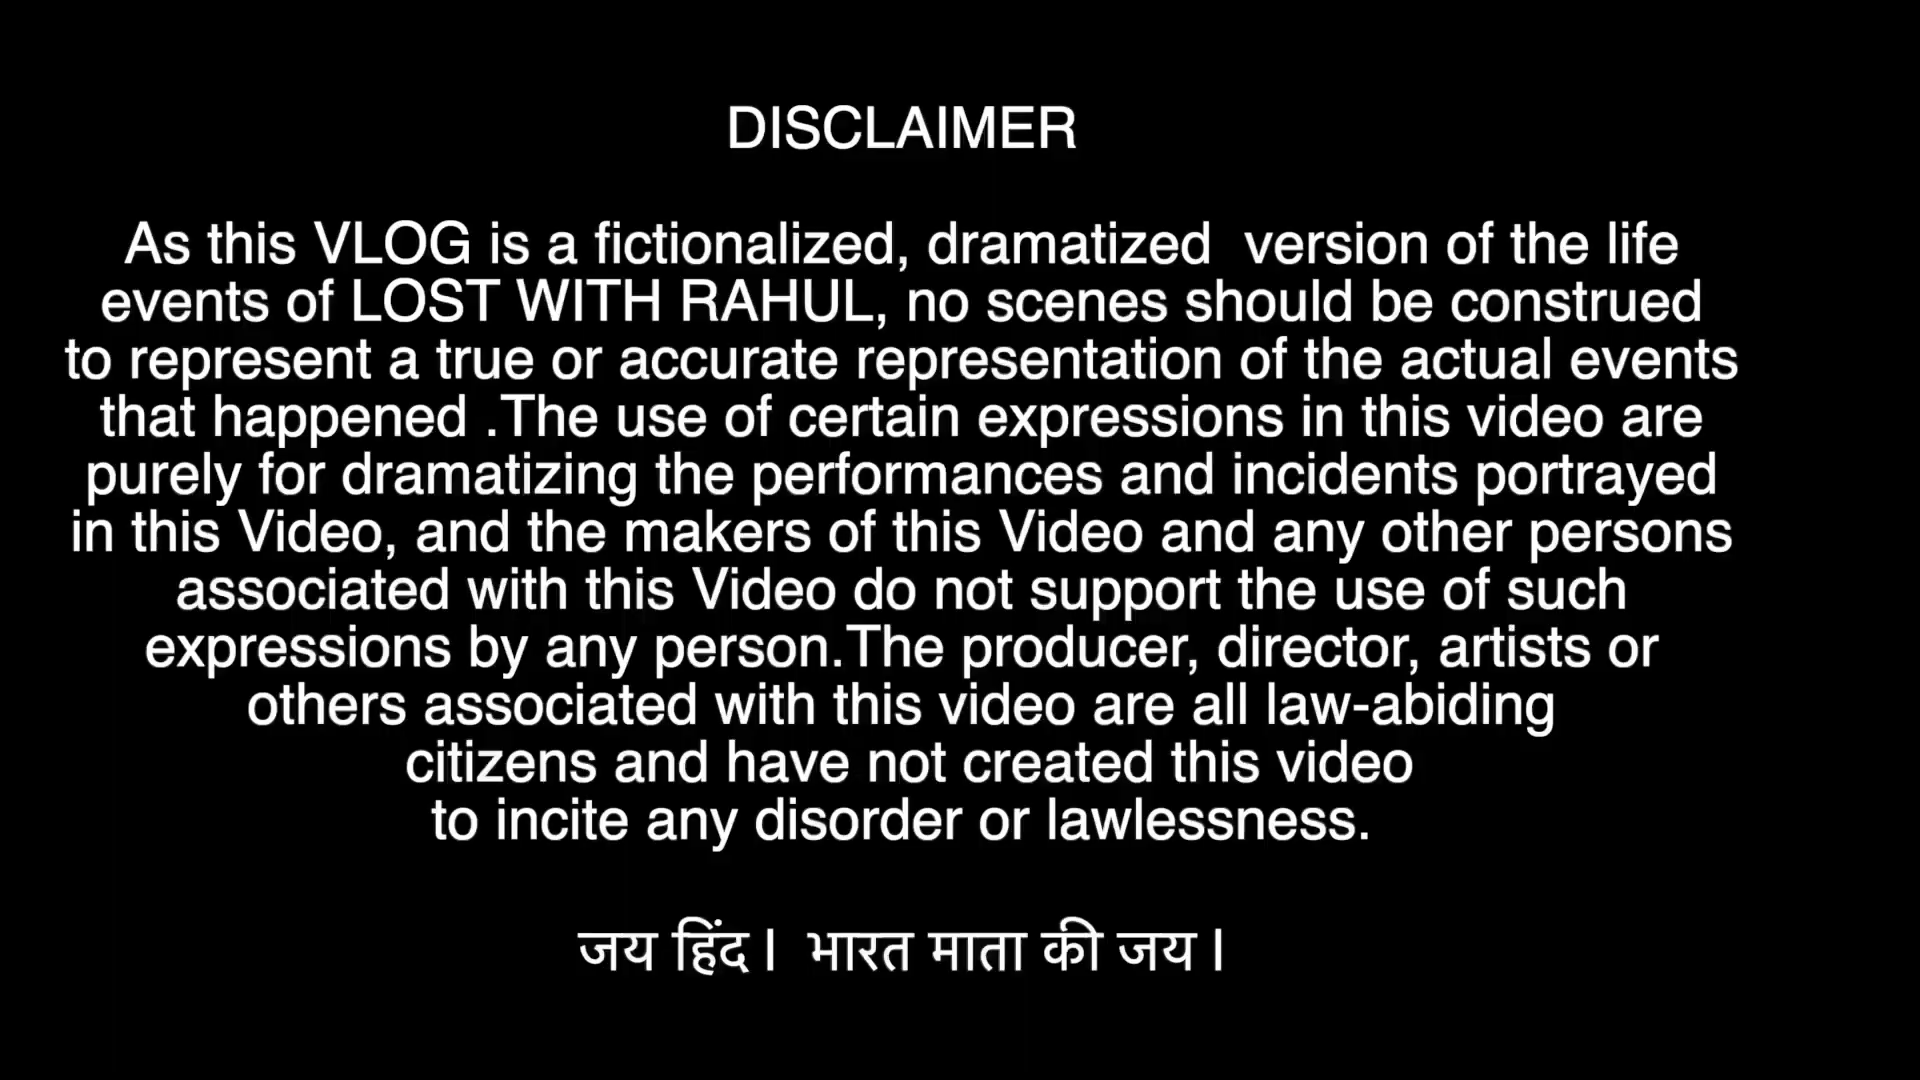 DISCLAIMER
As this VLOG is a fictionalized, dramatized  version of the life
events of LOST WITH RAHUL, no scenes should be construed
to represent a true or accurate representation of the actual events
that happened .The use of certain expressions in this video are
purely for dramatizing the performances and incidents portrayed
in this Video, and the makers of this Video and any other persons
associated with this Video do not support the use of such
expressions by any person.The producer, director, artists or
others associated with this video are all law-abiding
citizens and have not created this video
to incite any disorder or lawlessness.
जय हिंद l  भारत माता की जय l